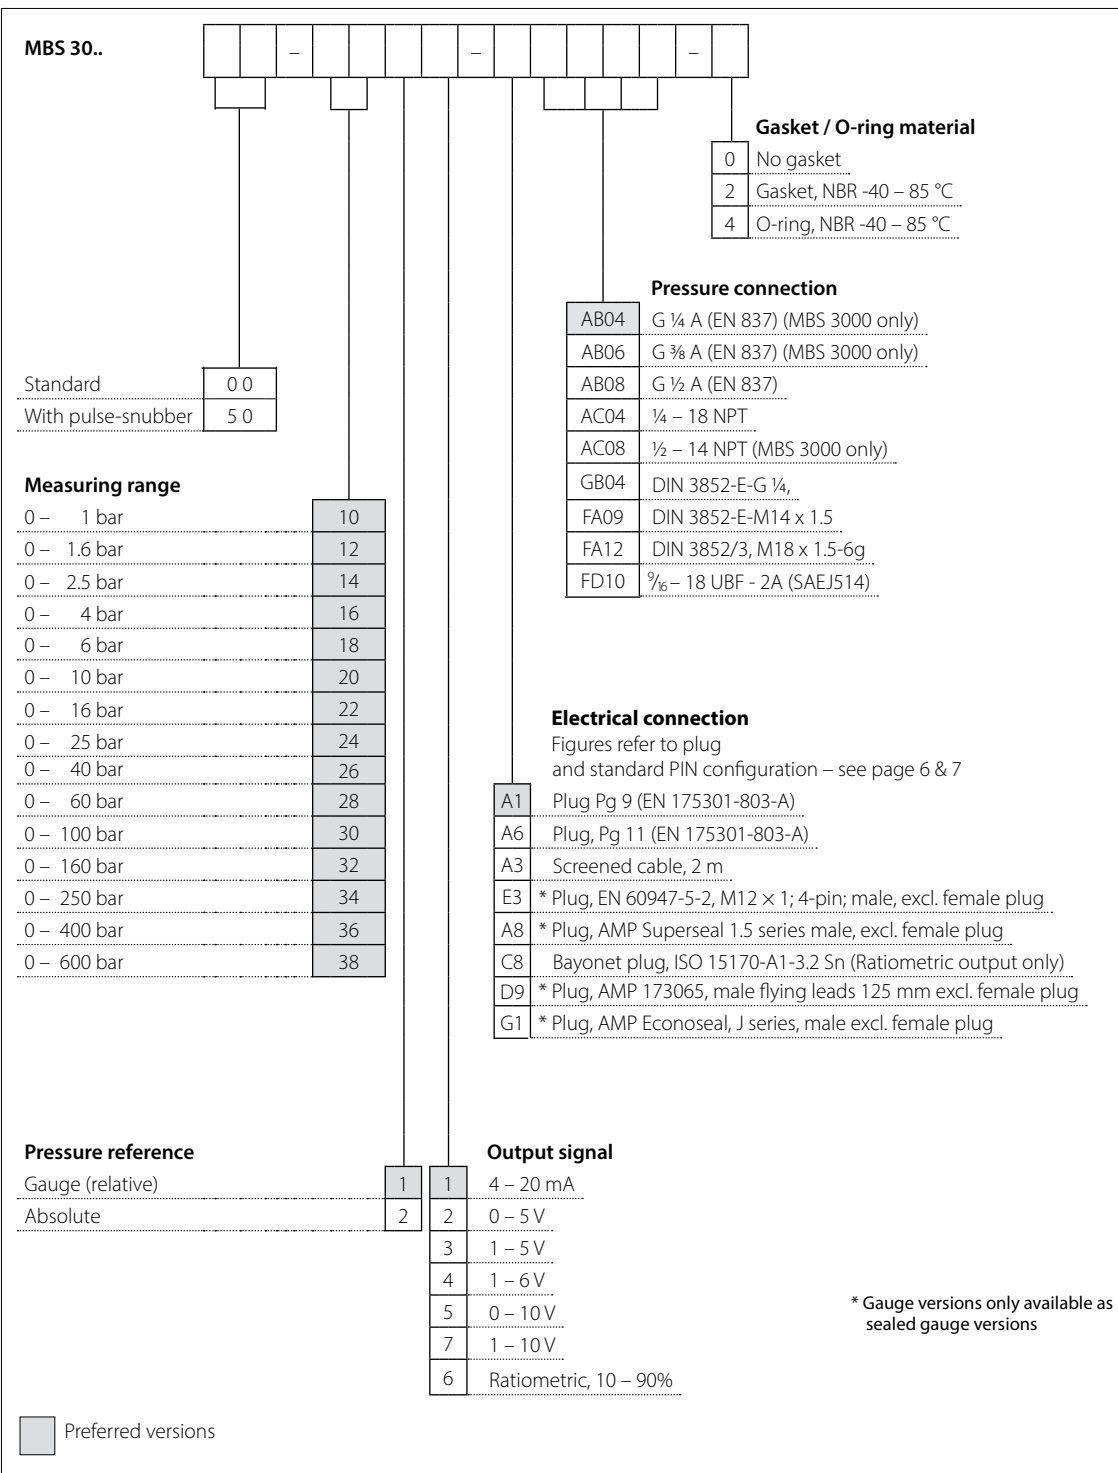 MBS 30..
– – –
Gasket / O-ring material
0 No gasket
2 Gasket, NBR -40 – 85 °C
4 O-ring, NBR -40 – 85 °C
Pressure connection
AB04 G ¼ A (EN 837) (MBS 3000 only)
AB06 G ⅜ A (EN 837) (MBS 3000 only)
AB08 G ½ A (EN 837)
AC04 ¼ – 18 NPT
AC08 ½ – 14 NPT (MBS 3000 only)
GB04 DIN 3852-E-G ¼,
FA09 DIN 3852-E-M14 x 1.5
FA12 DIN 3852/3, M18 x 1.5-6g
FD10 9/16 – 18 UBF - 2A (SAEJ514)
Standard 0 0
With pulse-snubber 5 0
Measuring range
0 – 1 bar 10
0 – 1.6 bar 12
0 – 2.5 bar 14
0 – 4 bar 16
0 – 6 bar 18
0 – 10 bar 20
0 – 16 bar 22
0 – 25 bar 24
0 – 40 bar 26
0 – 60 bar 28
0 – 100 bar 30
0 – 160 bar 32
0 – 250 bar 34
0 – 400 bar 36
0 – 600 bar 38
Electrical connection
Figures refer to plug
and standard PIN configuration – see page 6 & 7
A1 Plug Pg 9 (EN 175301-803-A)
A6 Plug, Pg 11 (EN 175301-803-A)
A3 Screened cable, 2 m
E3 * Plug, EN 60947-5-2, M12 × 1; 4-pin; male, excl. female plug
A8 * Plug, AMP Superseal 1.5 series male, excl. female plug
C8 Bayonet plug, ISO 15170-A1-3.2 Sn (Ratiometric output only)
D9 * Plug, AMP 173065, male flying leads 125 mm excl. female plug
G1 * Plug, AMP Econoseal, J series, male excl. female plug
Pressure reference
Gauge (relative) 1
Absolute 2
Output signal
1 4 – 20 mA
2 0 – 5 V
3 1 – 5 V
4 1 – 6 V
5 0 – 10 V
7 1 – 10 V
6 Ratiometric, 10 – 90%
* Gauge versions only available as
sealed gauge versions
Preferred versions